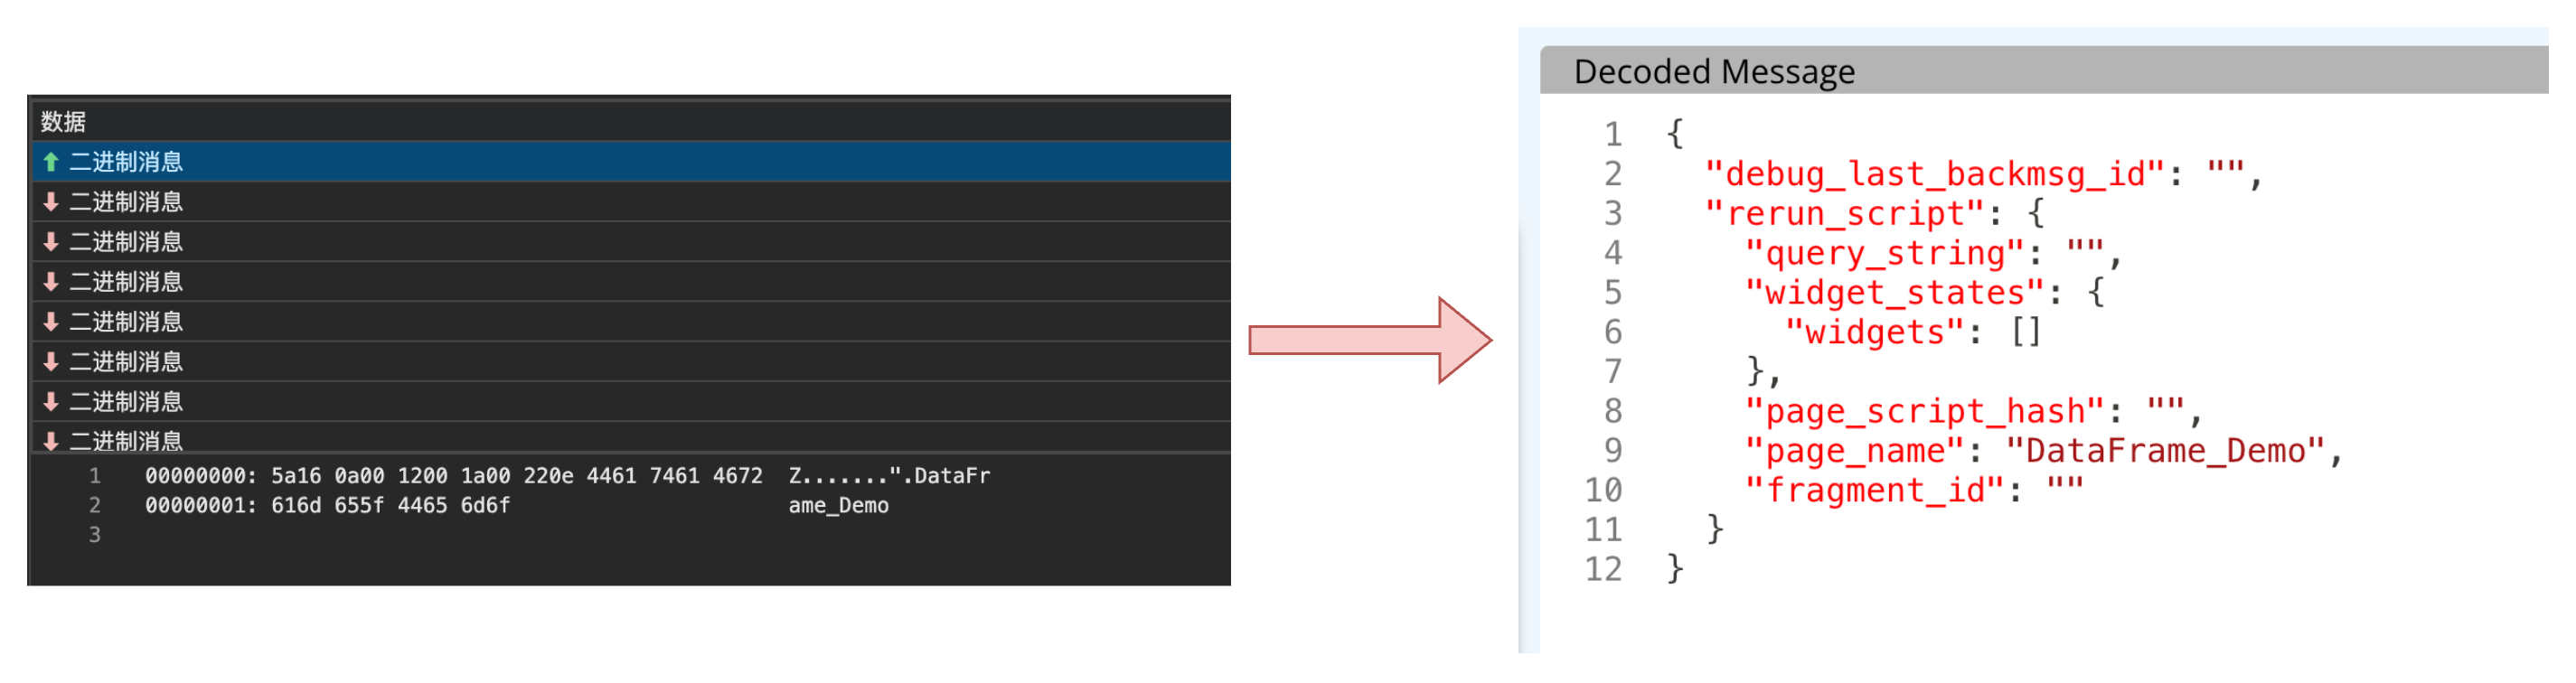 数据
二进制消息
二进制消息
二进制消息
二进制消息
二进制消息
二进制消息
二进制消息
二进制消息
1 00000000: 5a16 0a00 1200 1a00 220e 4461 7461 4672 Z.......".DataFr
2 00000001: 616d 655f 4465 6d6f ame_Demo
3
Decoded Message
1 {
2 "debug_last_backmsg_id": "",
3 "rerun_script": {
4 "query_string": "",
5 "widget_states": {
6 "widgets": []
7 },
8 "page_script_hash": "",
9 "page_name": "DataFrame_Demo",
10 "fragment_id": ""
11 }
12 }